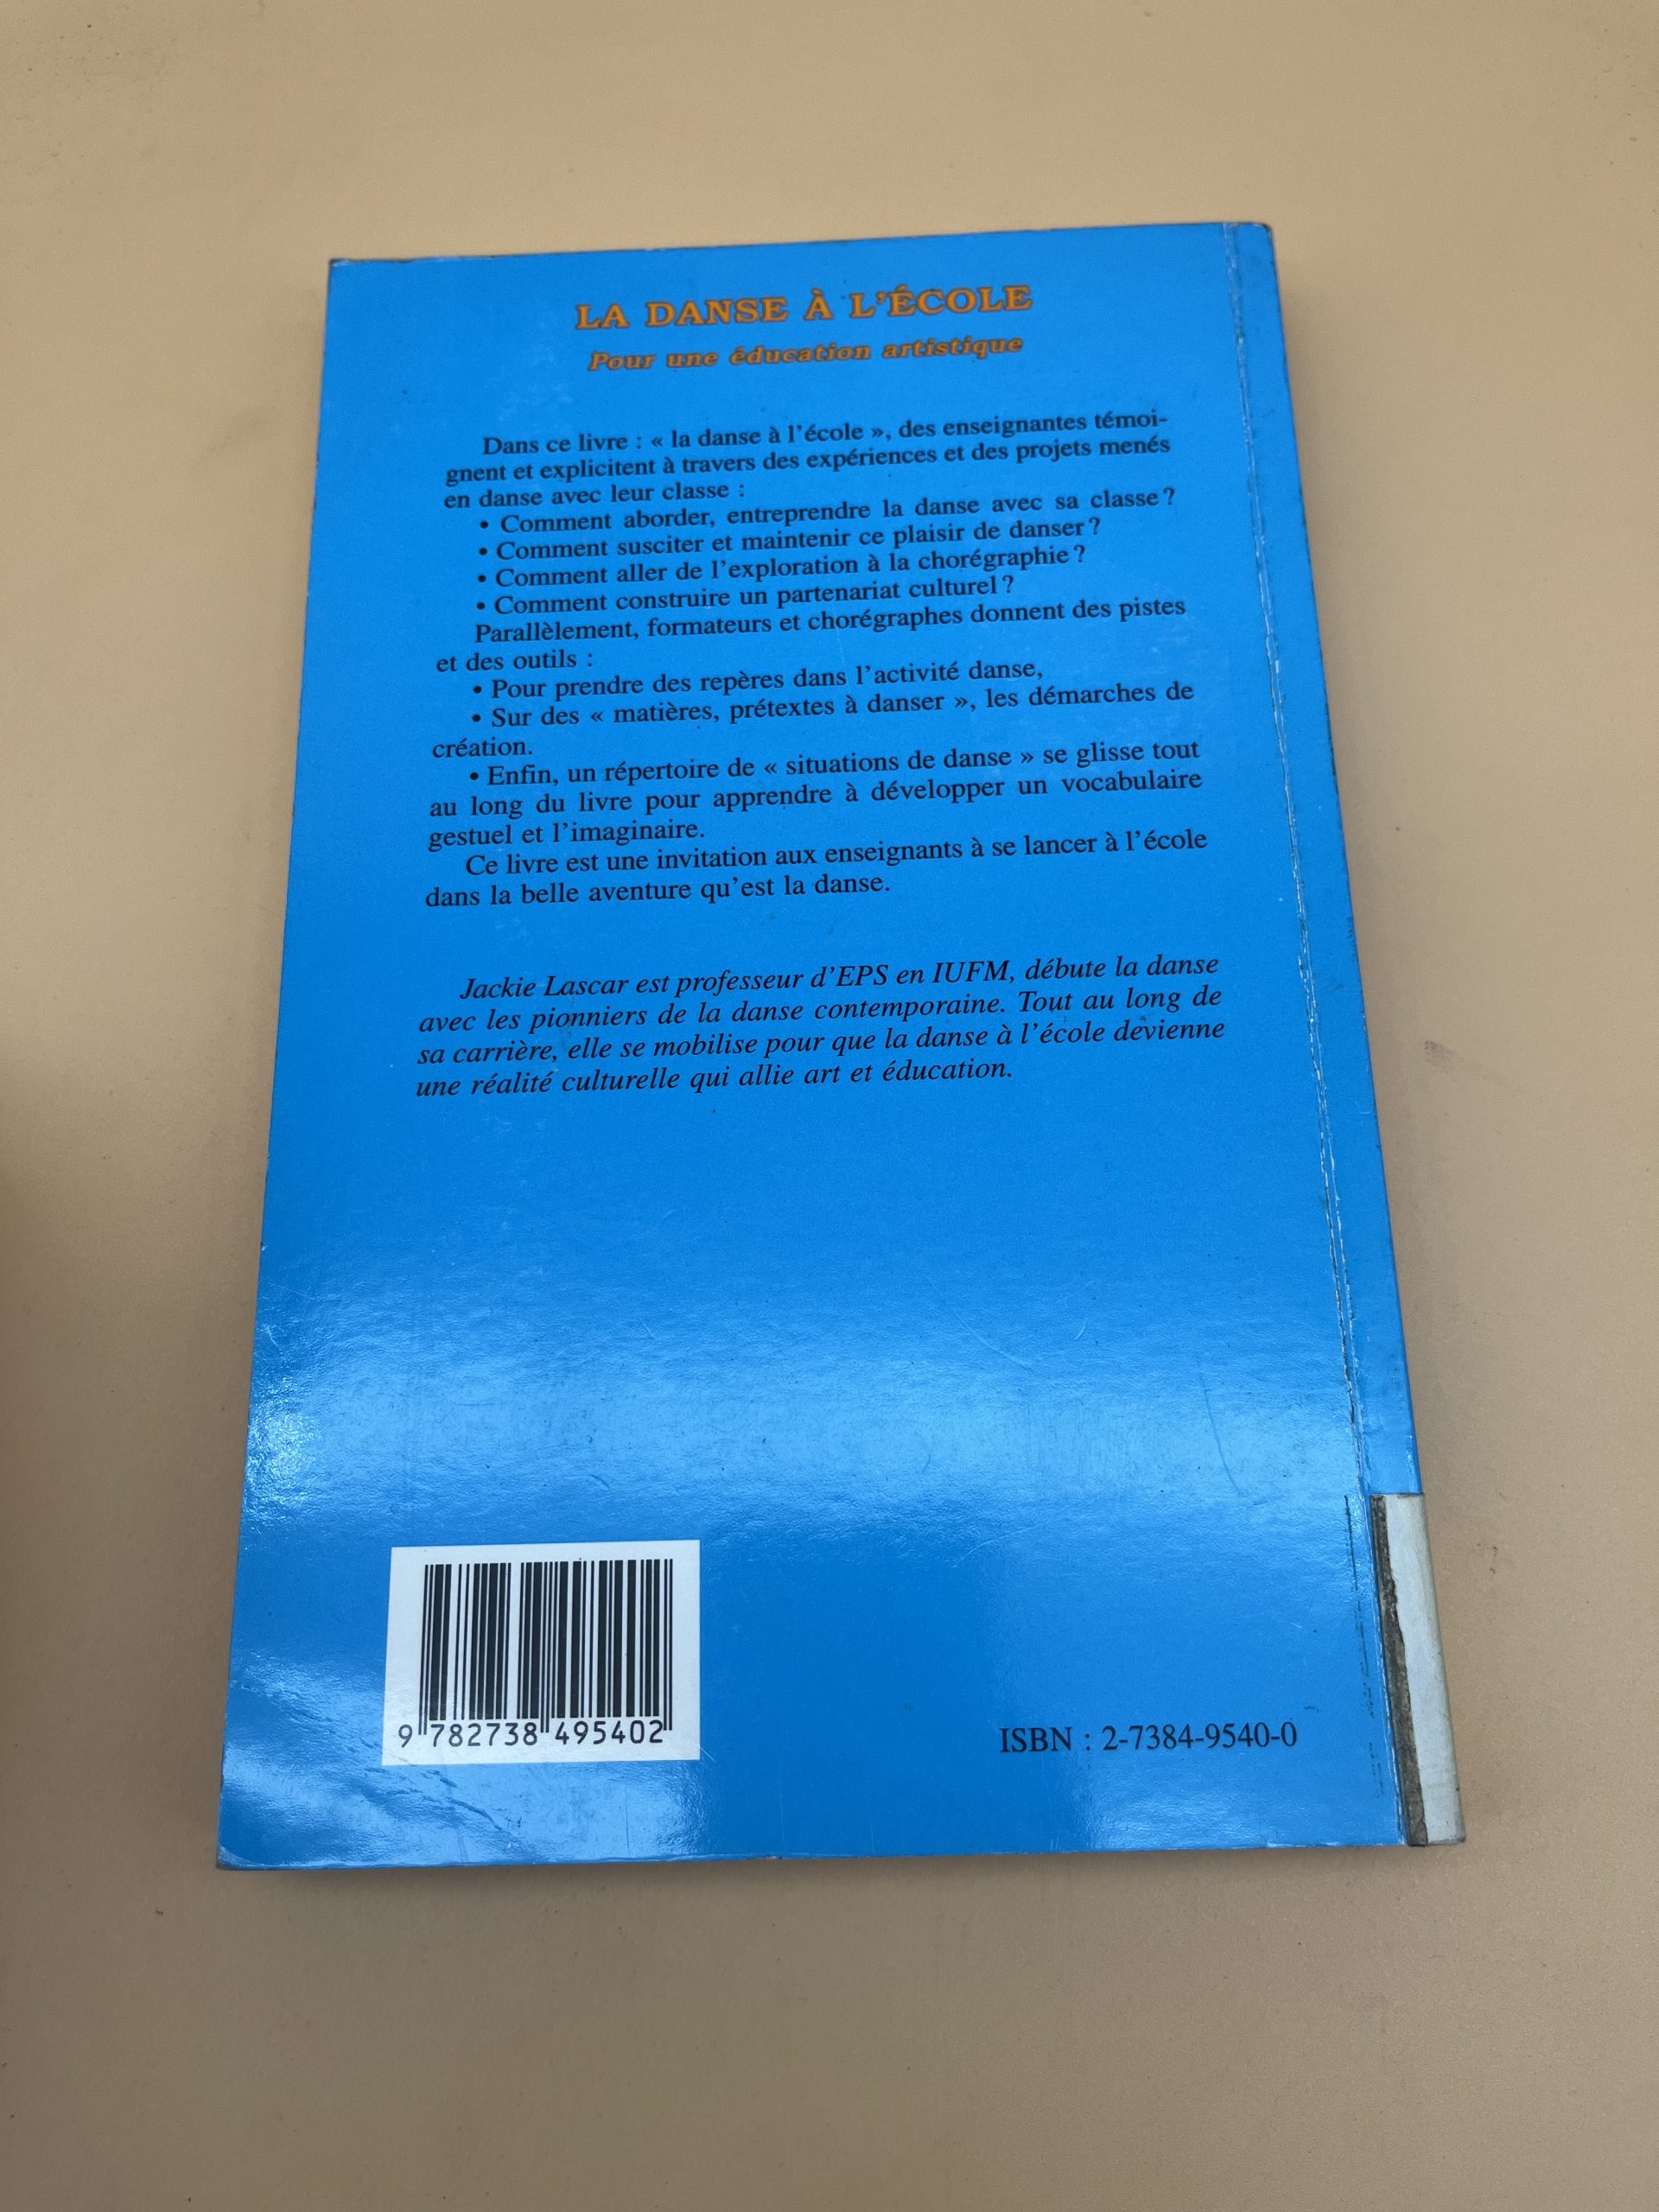 LA DANSE À L'ÉCOLE
Pour une éducation artistique
Dans ce livre : « la danse à l'école », des enseignantes témoi-
gnent et explicitent à travers des expériences et des projets menés
en danse avec leur classe :
• Comment aborder, entreprendre la danse avec sa classe ?
• Comment susciter et maintenir ce plaisir de danser ?
• Comment aller de l'exploration à la chorégraphie ?
• Comment construire un partenariat culturel ?
Parallèlement, formateurs et chorégraphes donnent des pistes
et des outils :
• Pour prendre des repères dans l'activité danse,
• Sur des « matières, prétextes à danser », les démarches de
création.
• Enfin, un répertoire de « situations de danse » se glisse tout
au long du livre pour apprendre à développer un vocabulaire
gestuel et l'imaginaire.
Ce livre est une invitation aux enseignants à se lancer à l'école
dans la belle aventure qu'est la danse.
Jackie Lascar est professeur d'EPS en IUFM, débute la danse
avec les pionniers de la danse contemporaine. Tout au long de
sa carrière, elle se mobilise pour que la danse à l'école devienne
une réalité culturelle qui allie art et éducation.
9 782738 495402
ISBN : 2-7384-9540-0